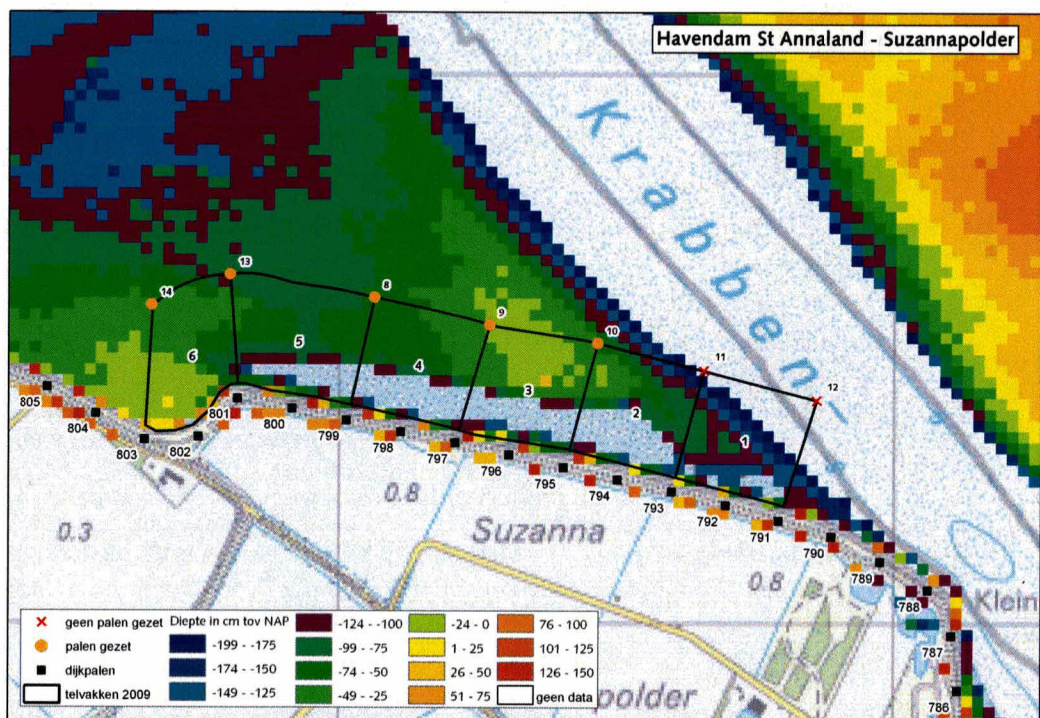 Havendam St Annaland - Suzannapolder
Krabben
13
14
8
9
10
11
12
6
5
4
3
2
1
805
804
803
802
801
800
799
798
797
796
795
794
793
792
791
790
789
788
787
786
0.8
0.3
Suzanna
0.8
Klein
polder
geen palen gezet
palen gezet
dijkpalen
telvakken 2009
Diepte in cm tov NAP
-199 - -175
-174 - -150
-149 - -125
-124 - -100
-99 - -75
-74 - -50
-49 - -25
-24 - 0
1 - 25
26 - 50
51 - 75
76 - 100
101 - 125
126 - 150
geen data